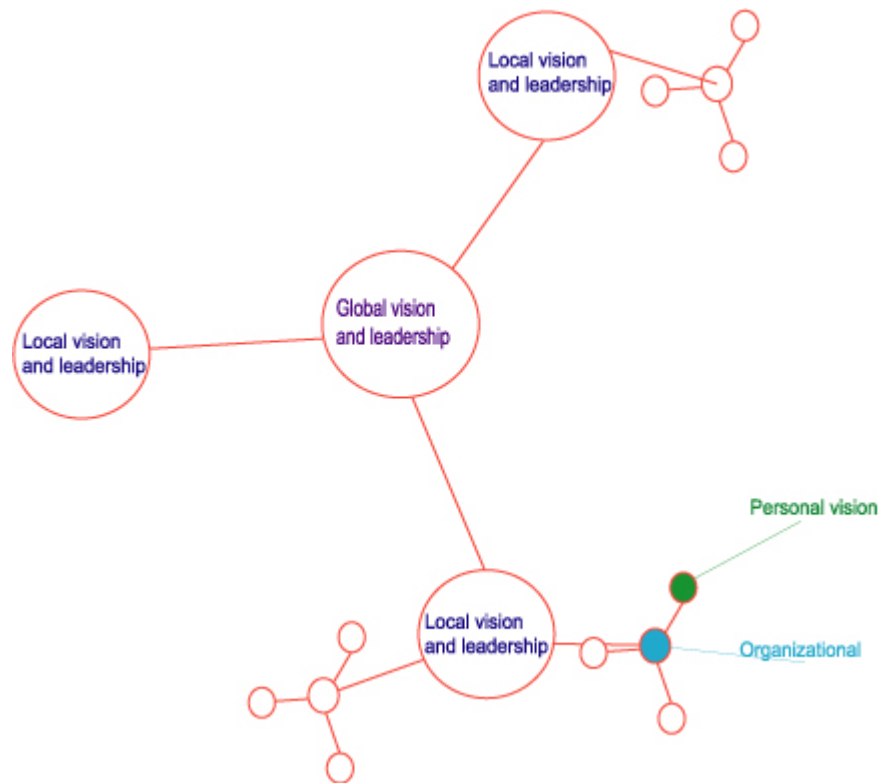 Local vision
and leadership
Global vision
and leadership
Local vision
and leadership
Personal vision
Local vision
and leadership
Organizational